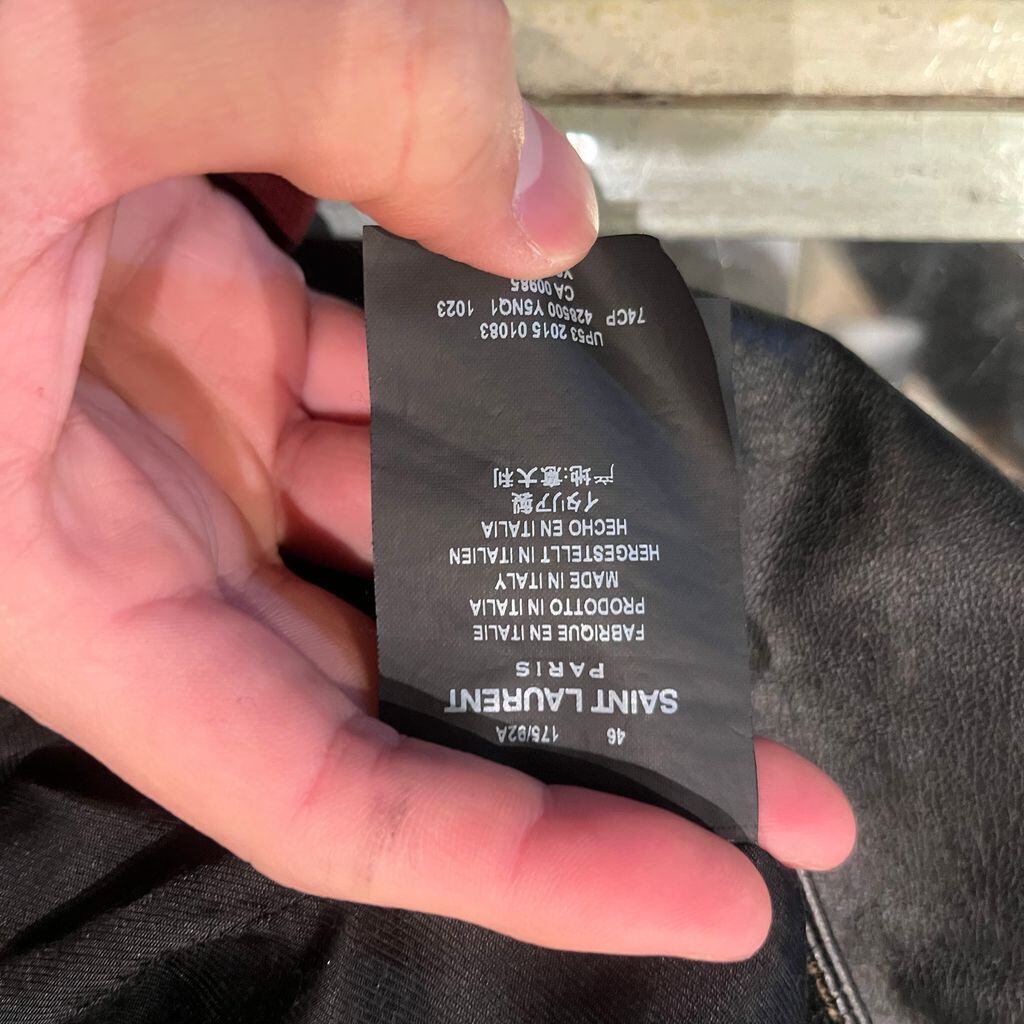 46 175/92A
SAINT LAURENT
PARIS
FABRIQUE EN ITALIE
PRODOTTO IN ITALIA
MADE IN ITALY
HERGESTELLT IN ITALIEN
HECHO EN ITALIA
イタリア製
产地:意大利
UP53 2015 01083
74CP 428500 Y5NQ1 1023
CA 00985